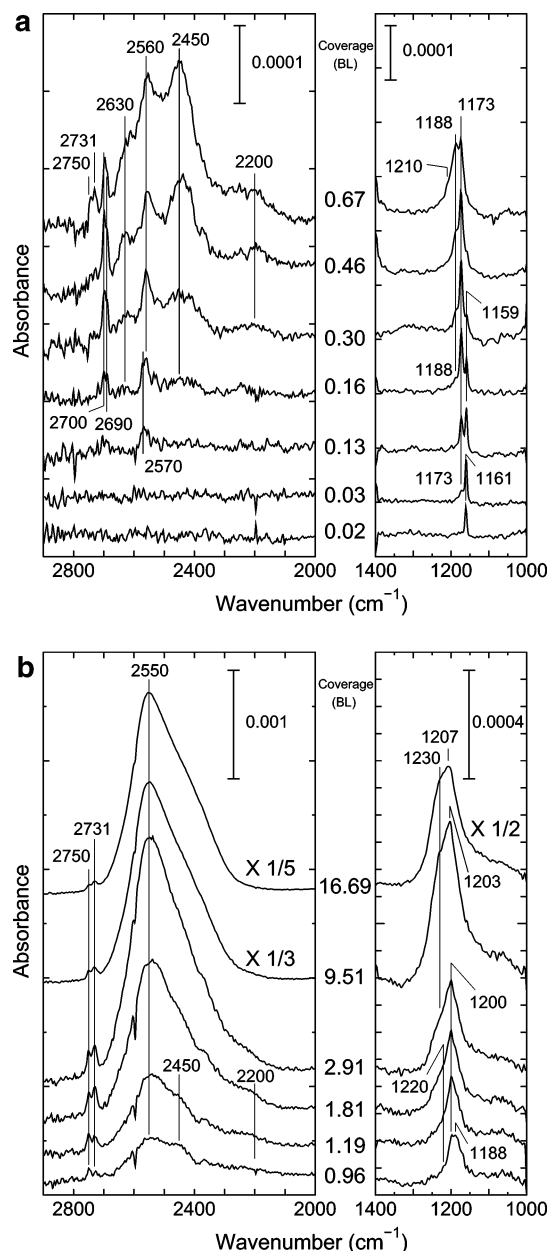 a
2560 2450
Coverage
(BL)
0.0001
0.0001
2630
1173
1188
2731
2750
2200
1210
0.67
0.46
1159
0.30
1188
0.16
2700
2690
0.13
2570
1173 1161
0.03
0.02
Absorbance
2800 2400 2000
1400 1200 1000
Wavenumber (cm−1)
b
2550
Coverage
(BL)
0.001
0.0004
1207
1230
2731
2750
X 1/5
X 1/2
16.69
1203
X 1/3
9.51
1200
2450
2200
2.91
1220
1.81
1.19
1188
0.96
Absorbance
2800 2400 2000
1400 1200 1000
Wavenumber (cm−1)